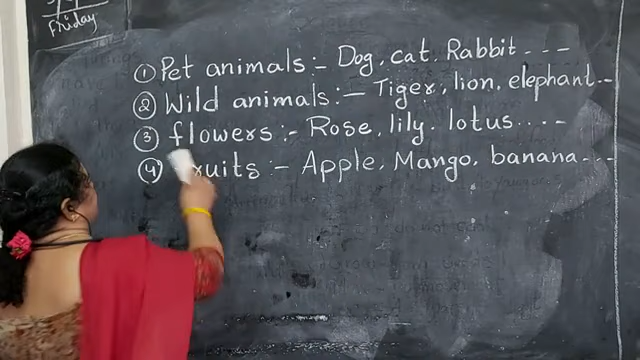 Friday
① Pet animals :- Dog, cat, Rabbit - - -
② Wild animals :- Tiger, lion, elephant - -
③ flowers :- Rose, lily, lotus . . . . -
④ fruits :- Apple, Mango, banana - - -